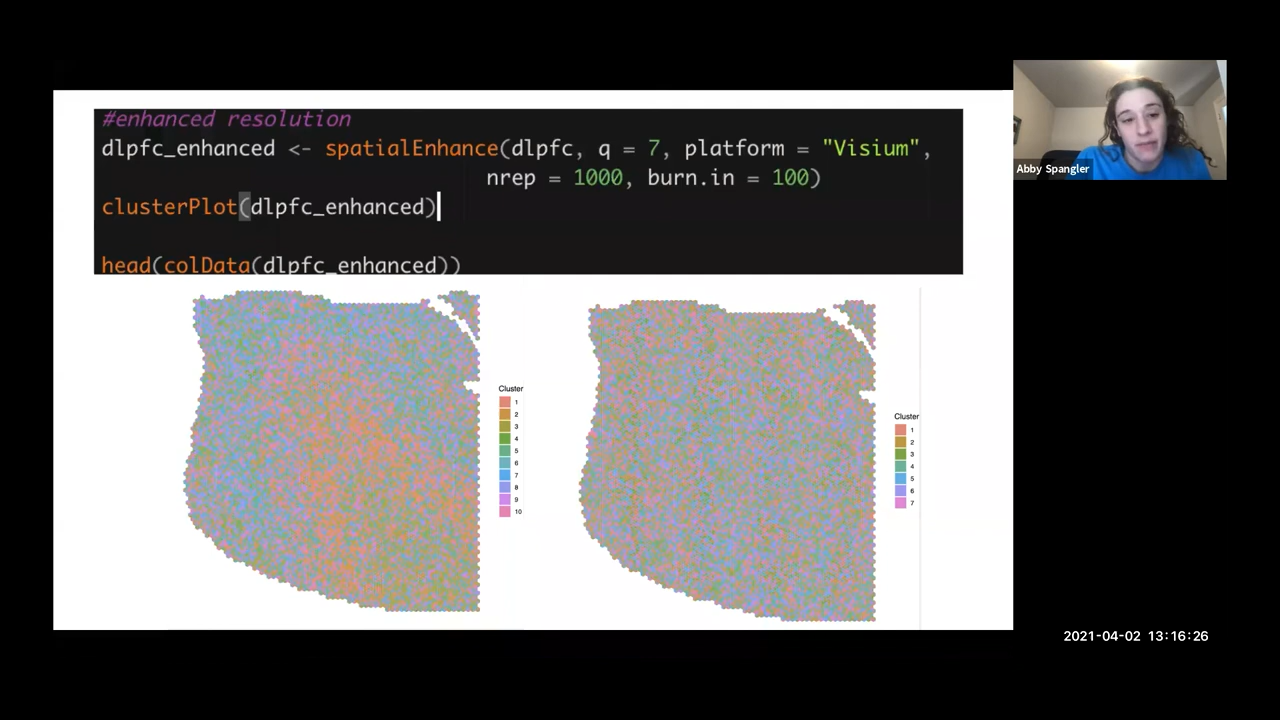 #enhanced resolution
dlpfc_enhanced <- spatialEnhance(dlpfc, q = 7, platform = "Visium",
nrep = 1000, burn.in = 100)
clusterPlot(dlpfc_enhanced)
head(colData(dlpfc_enhanced))
Abby Spangler
Cluster
1
2
3
4
5
6
7
8
9
10
Cluster
1
2
3
4
5
6
7
2021-04-02 13:16:26